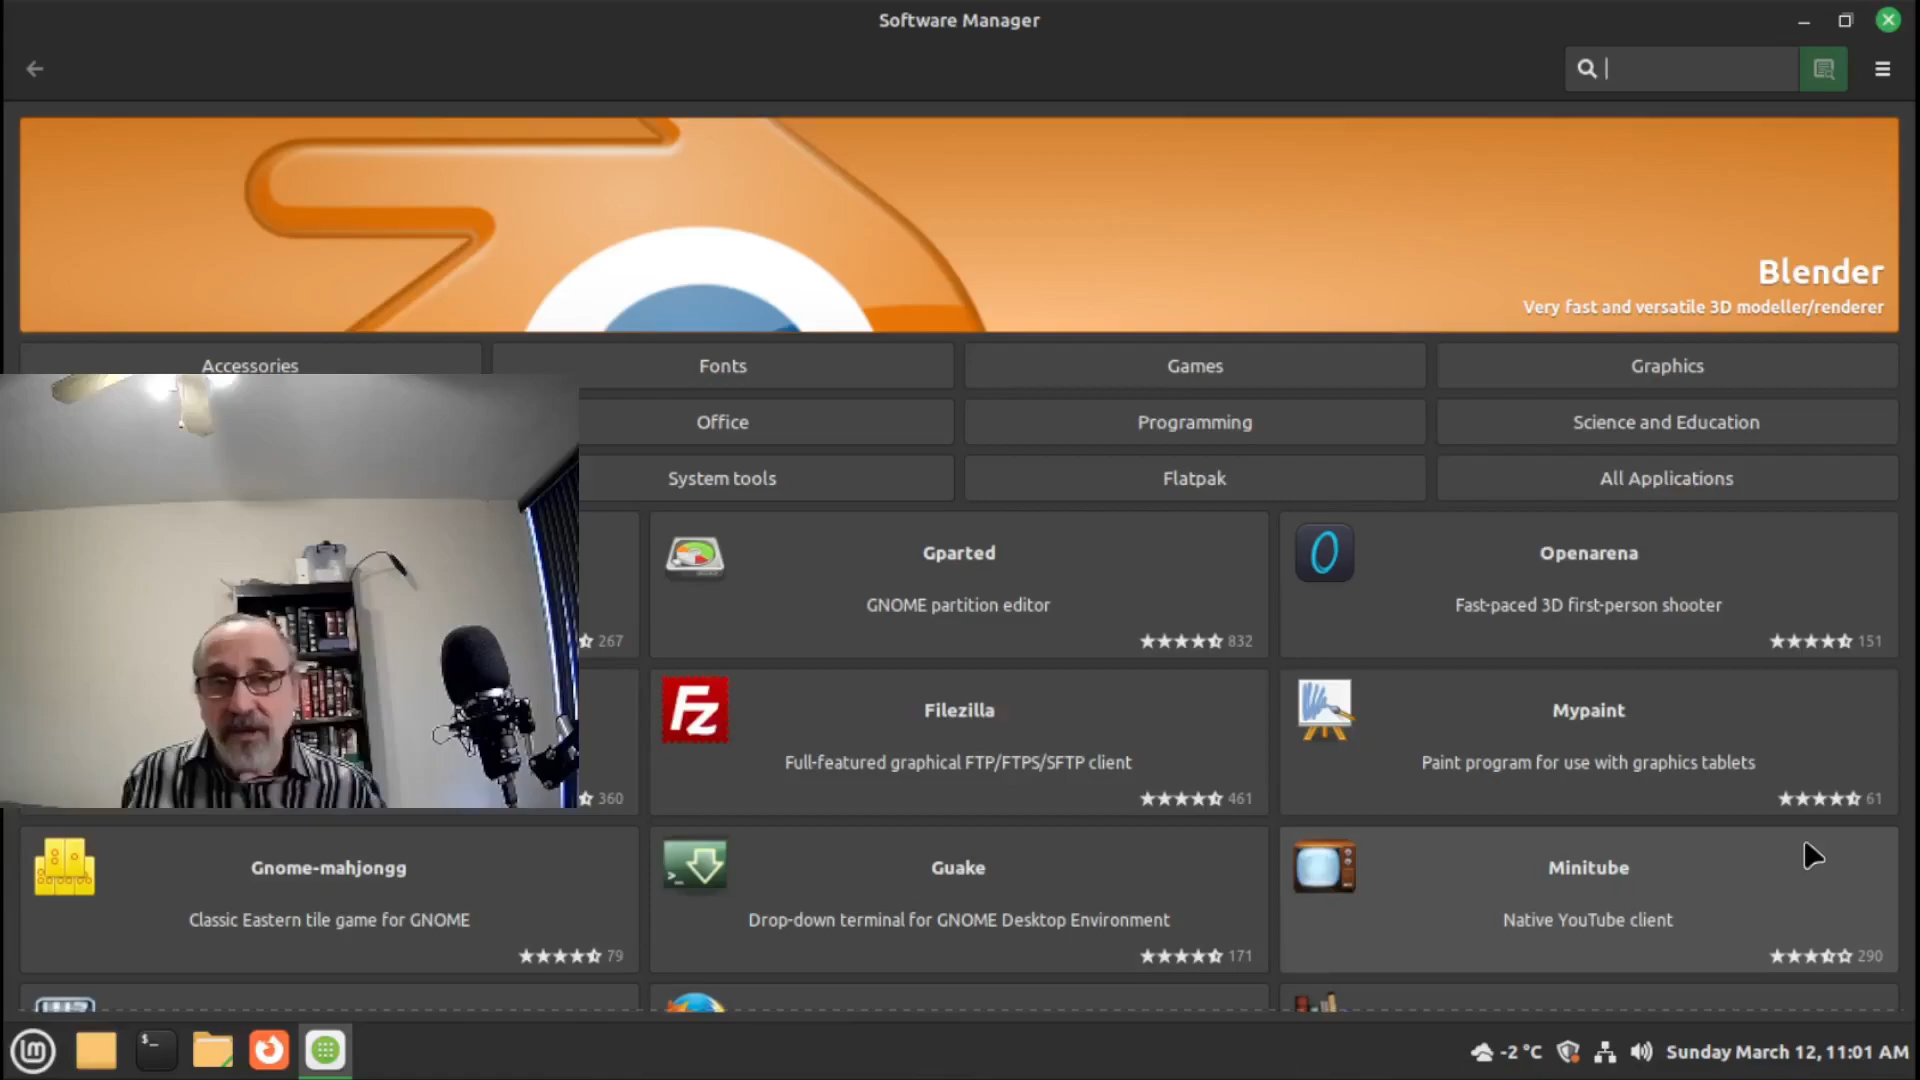 Software Manager
Blender
Very fast and versatile 3D modeller/renderer
Accessories
Fonts
Games
Graphics
Office
Programming
Science and Education
System tools
Flatpak
All Applications
267
Gparted
GNOME partition editor
832
Openarena
Fast-paced 3D first-person shooter
151
360
Filezilla
Full-featured graphical FTP/FTPS/SFTP client
461
Mypaint
Paint program for use with graphics tablets
61
Gnome-mahjongg
Classic Eastern tile game for GNOME
79
Guake
Drop-down terminal for GNOME Desktop Environment
171
Minitube
Native YouTube client
290
-2 °C
Sunday March 12, 11:01 AM